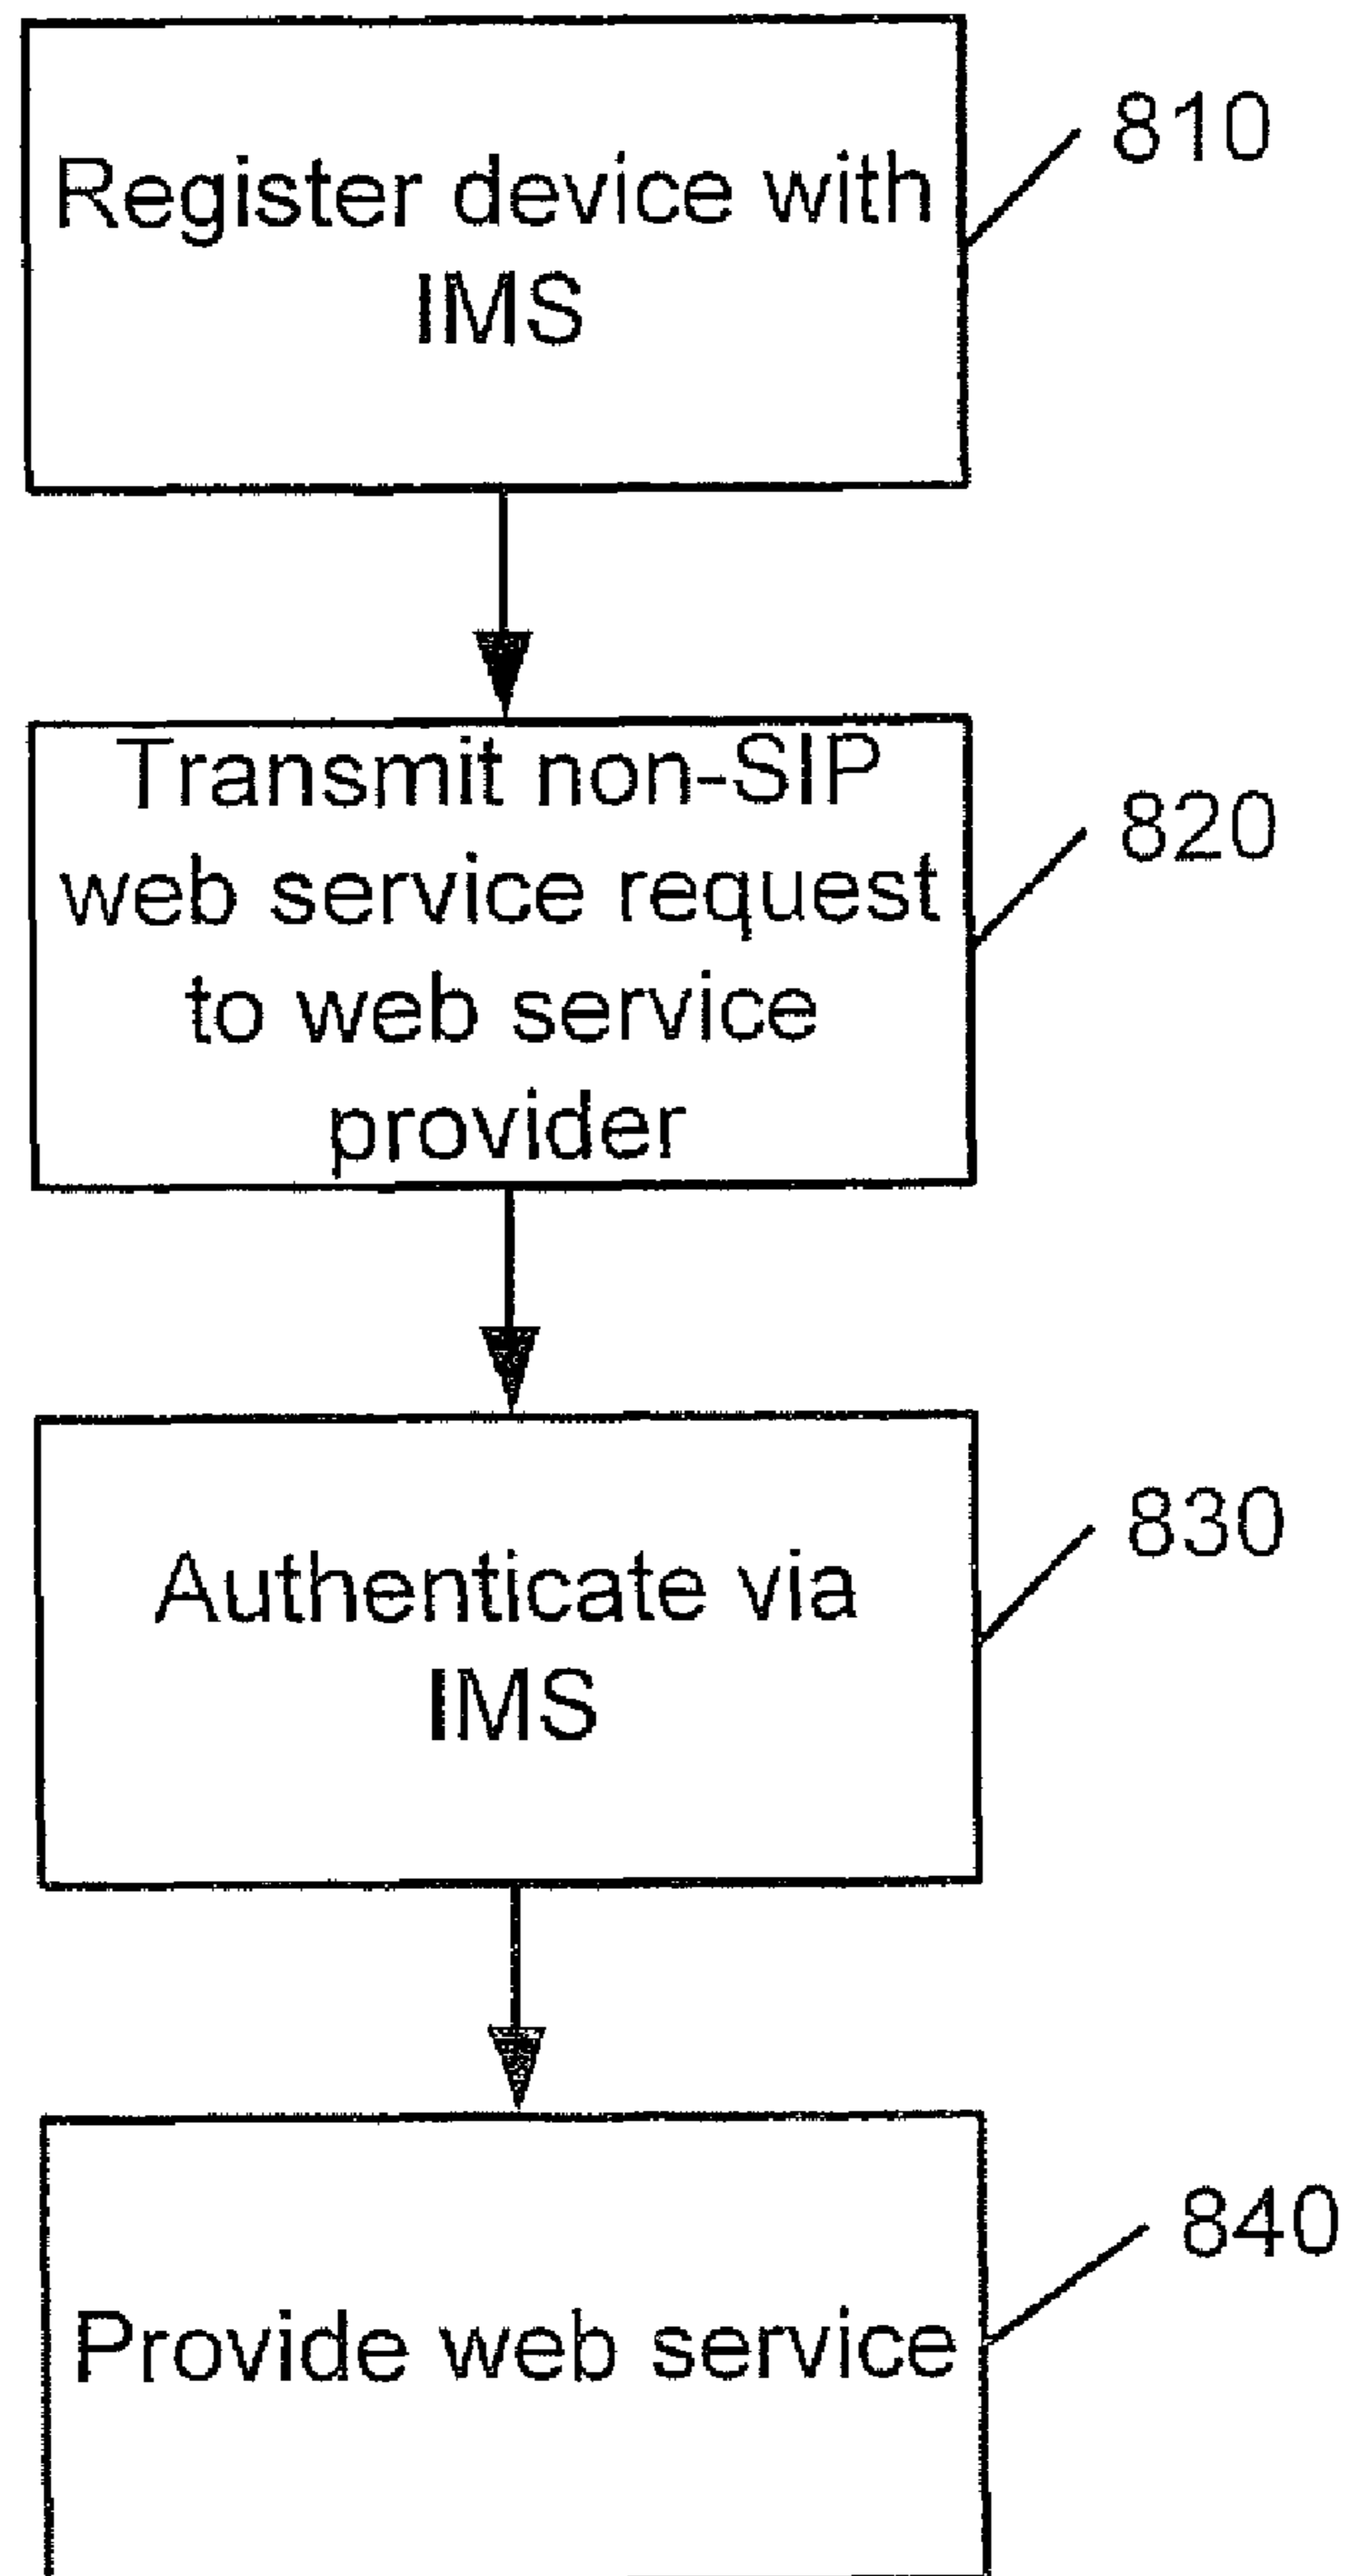 Register device with
IMS
810
Transmit non-SIP
web service request
to web service
provider
820
Authenticate via
IMS
830
Provide web service
840